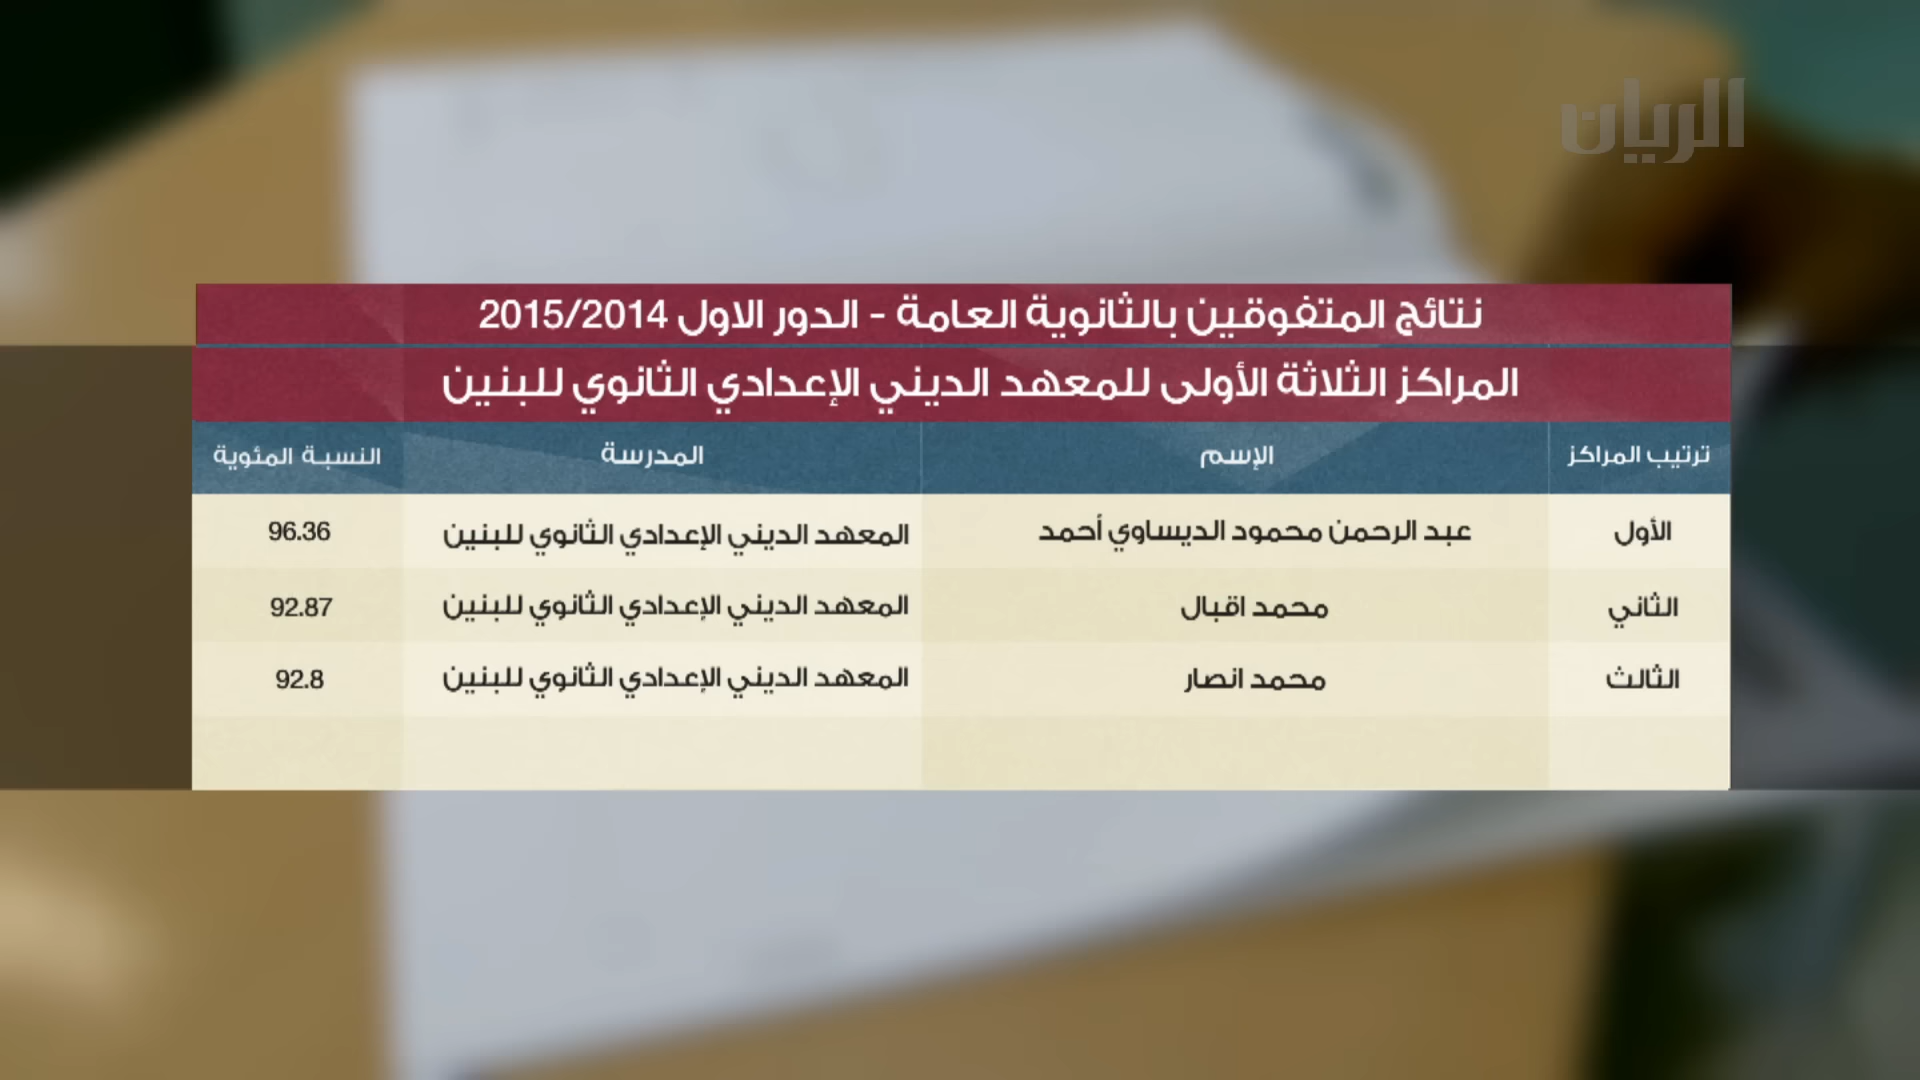 الريان
نتائج المتفوقين بالثانوية العامة - الدور الاول 2015/2014
المراكز الثلاثة الأولى للمعهد الديني الإعدادي الثانوي للبنين
ترتيب المراكز الإسم المدرسة النسبة المئوية
الأول عبد الرحمن محمود الديساوي أحمد المعهد الديني الإعدادي الثانوي للبنين 96.36
الثاني محمد اقبال المعهد الديني الإعدادي الثانوي للبنين 92.87
الثالث محمد انصار المعهد الديني الإعدادي الثانوي للبنين 92.8